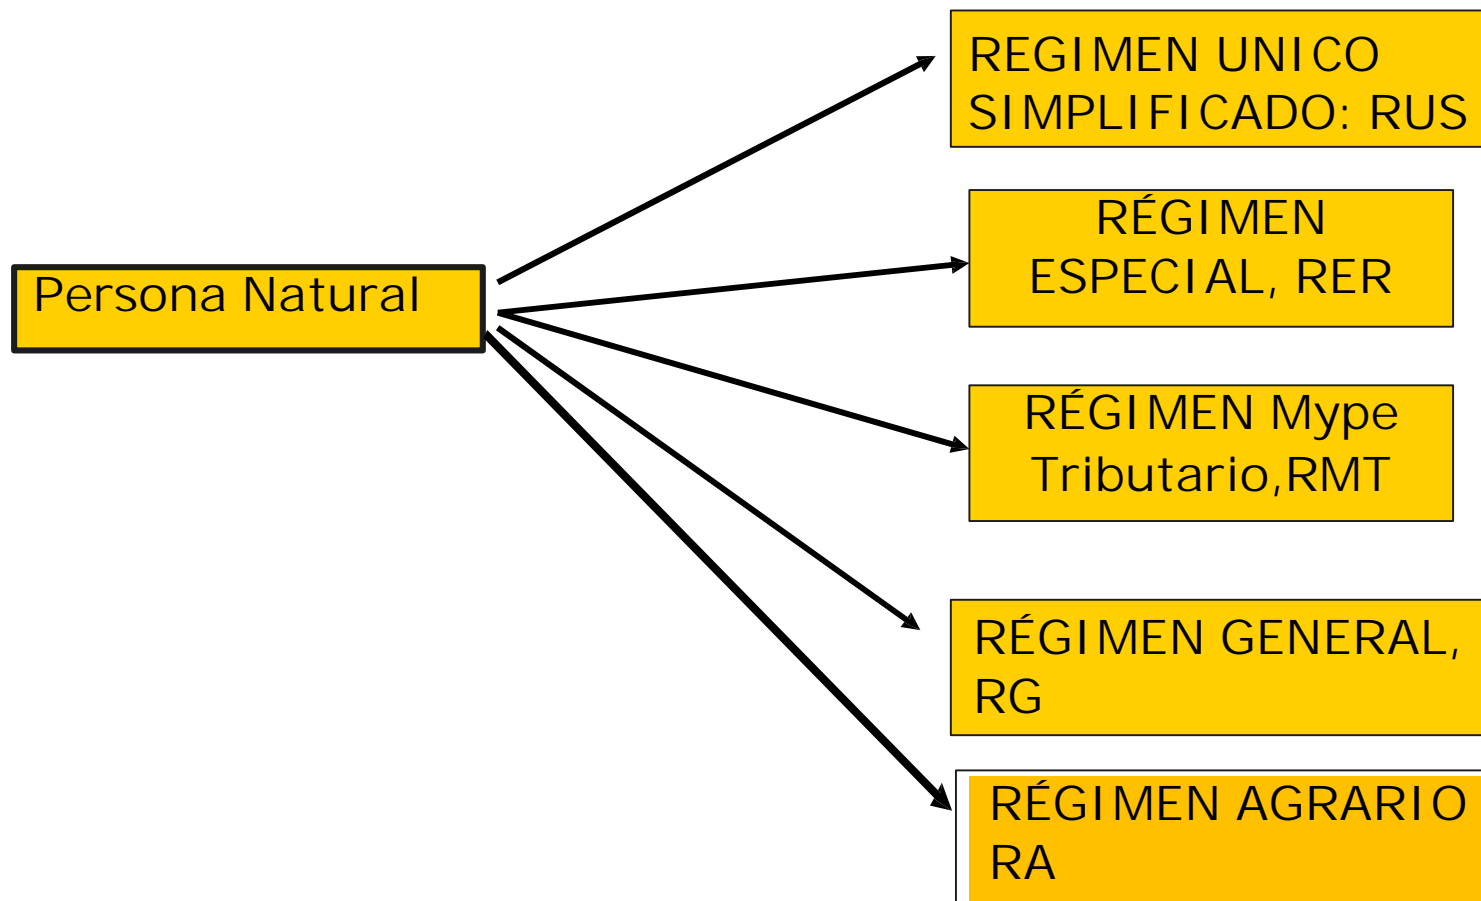 REGIMEN UNICO
SIMPLIFICADO: RUS
RÉGIMEN
ESPECIAL, RER
Persona Natural
RÉGIMEN Mype
Tributario,RMT
RÉGIMEN GENERAL,
RG
RÉGIMEN AGRARIO
RA